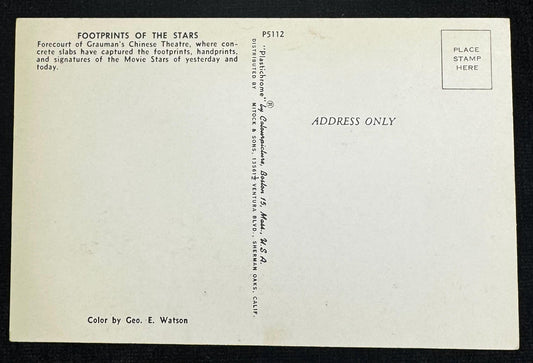 FOOTPRINTS OF THE STARS
Forecourt of Grauman's Chinese Theatre, where con-
crete slabs have captured the footprints, handprints,
and signatures of the Movie Stars of yesterday and
today.
Color by Geo. E. Watson
P5112
"Plastichrome"® by Colourpicture, Boston 15, Mass., U.S.A.
DISTRIBUTED BY MITOCK & SONS, 13561½ VENTURA BLVD., SHERMAN OAKS, CALIF.
PLACE
STAMP
HERE
ADDRESS ONLY